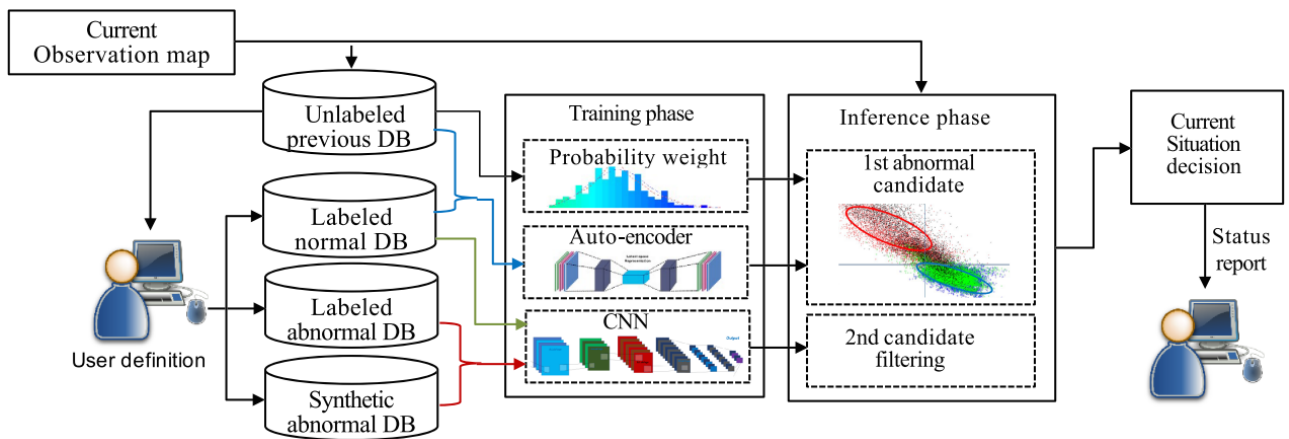 Current
Observation map
Unlabeled
previous DB
Labeled
normal DB
Labeled
abnormal DB
Synthetic
abnormal DB
User definition
Training phase
Probability weight
Auto-encoder
CNN
Output
Inference phase
1st abnormal
candidate
2nd candidate
filtering
Current
Situation
decision
Status
report